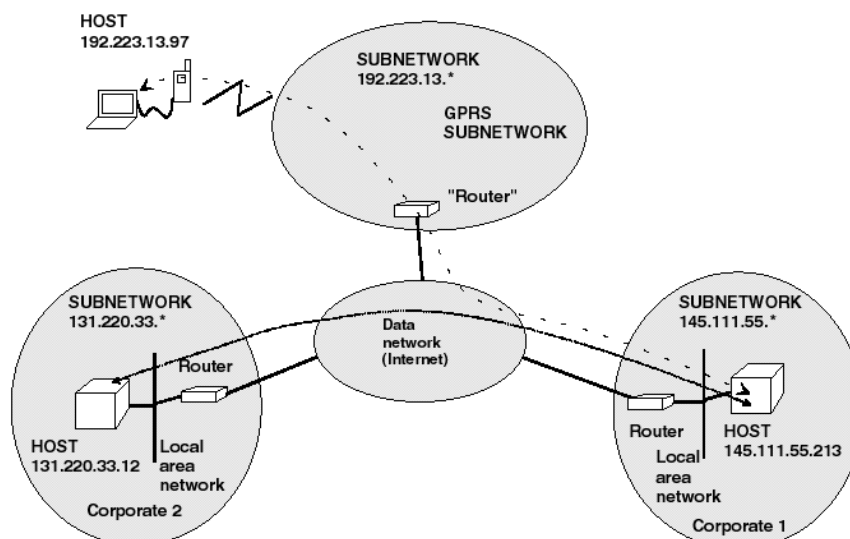 HOST
192.223.13.97
SUBNETWORK
192.223.13.*
GPRS
SUBNETWORK
"Router"
SUBNETWORK
131.220.33.*
Router
HOST
131.220.33.12
Local
area
network
Corporate 2
Data
network
(Internet)
SUBNETWORK
145.111.55.*
Router
HOST
145.111.55.213
Local
area
network
Corporate 1